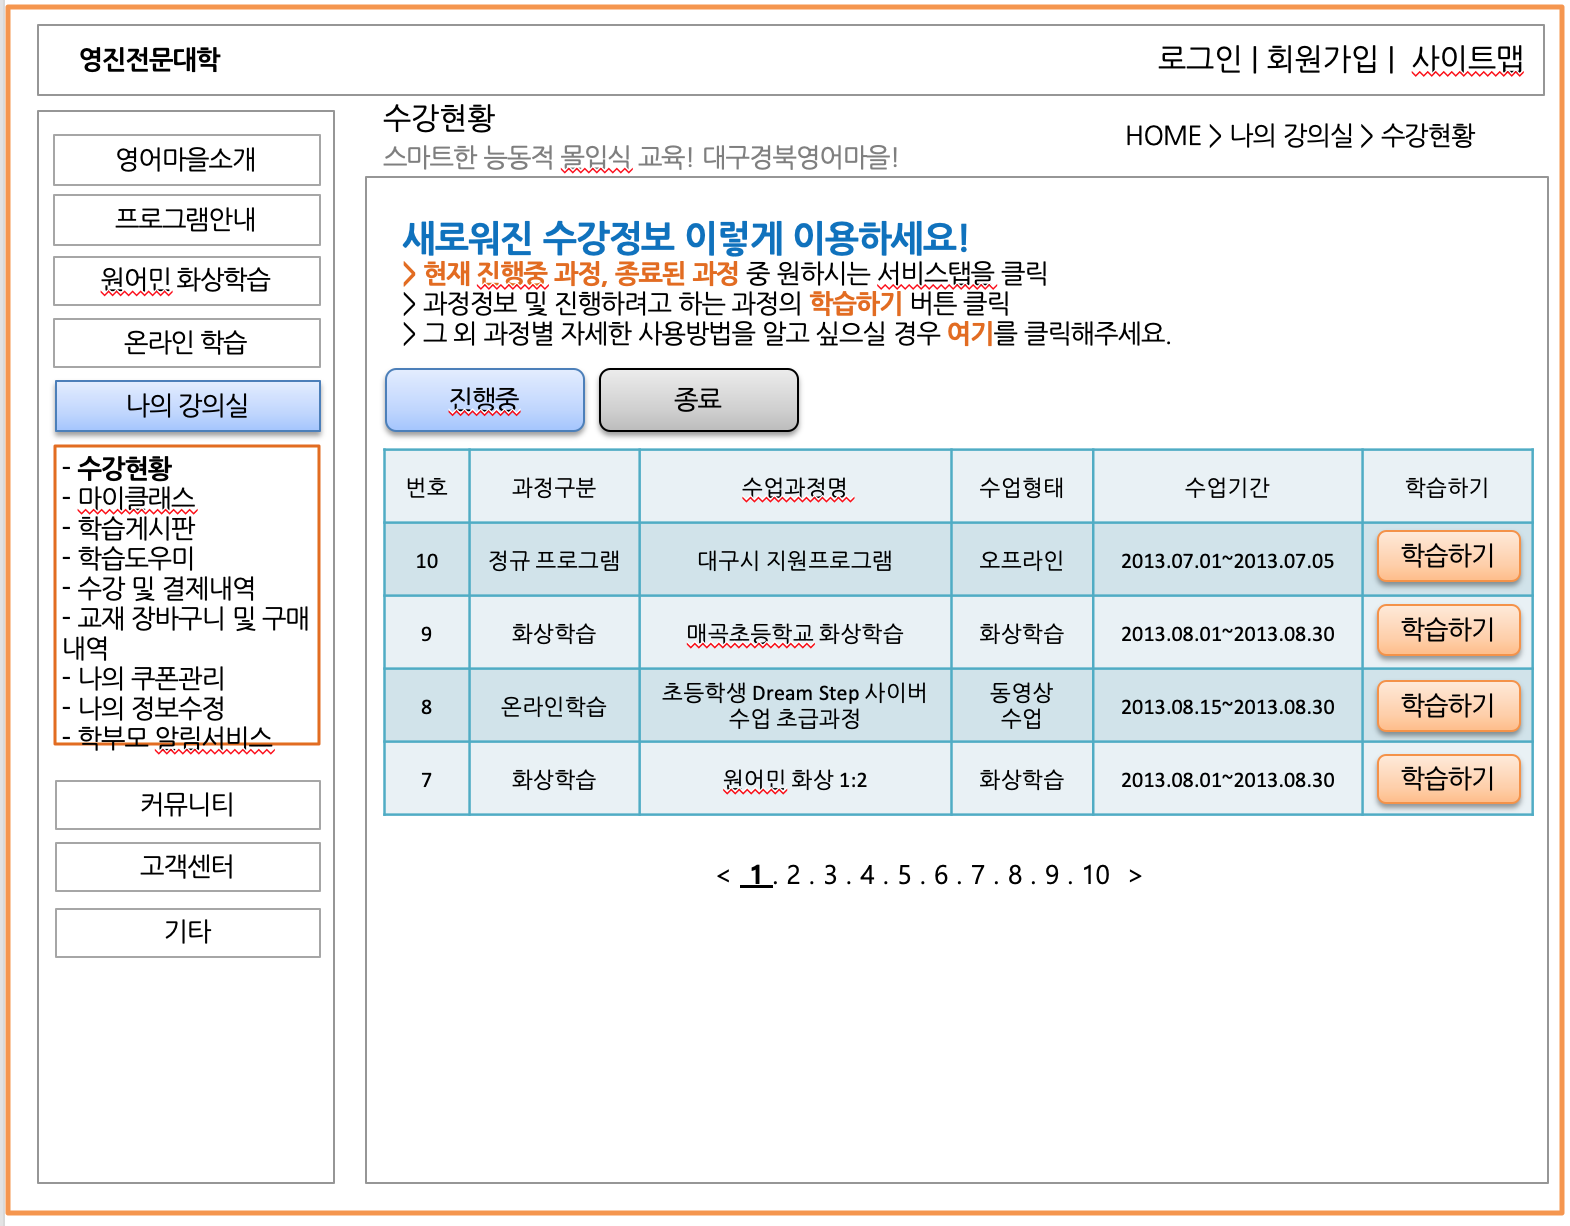 영진전문대학
로그인 | 회원가입 | 사이트맵
영어마을소개
프로그램안내
원어민 화상학습
온라인 학습
나의 강의실
- 수강현황
- 마이클래스
- 학습게시판
- 학습도우미
- 수강 및 결제내역
- 교재 장바구니 및 구매
내역
- 나의 쿠폰관리
- 나의 정보수정
- 학부모 알림서비스
커뮤니티
고객센터
기타
수강현황
스마트한 능동적 몰입식 교육! 대구경북영어마을!
HOME > 나의 강의실 > 수강현황
새로워진 수강정보 이렇게 이용하세요!
> 현재 진행중 과정, 종료된 과정 중 원하시는 서비스탭을 클릭
> 과정정보 및 진행하려고 하는 과정의 학습하기 버튼 클릭
> 그 외 과정별 자세한 사용방법을 알고 싶으실 경우 여기를 클릭해주세요.
진행중 종료
번호 과정구분 수업과정명 수업형태 수업기간 학습하기
10 정규 프로그램 대구시 지원프로그램 오프라인 2013.07.01~2013.07.05 학습하기
9 화상학습 매곡초등학교 화상학습 화상학습 2013.08.01~2013.08.30 학습하기
8 온라인학습 초등학생 Dream Step 사이버 수업 초급과정 동영상 수업 2013.08.15~2013.08.30 학습하기
7 화상학습 원어민 화상 1:2 화상학습 2013.08.01~2013.08.30 학습하기
< 1 . 2 . 3 . 4 . 5 . 6 . 7 . 8 . 9 . 10 >